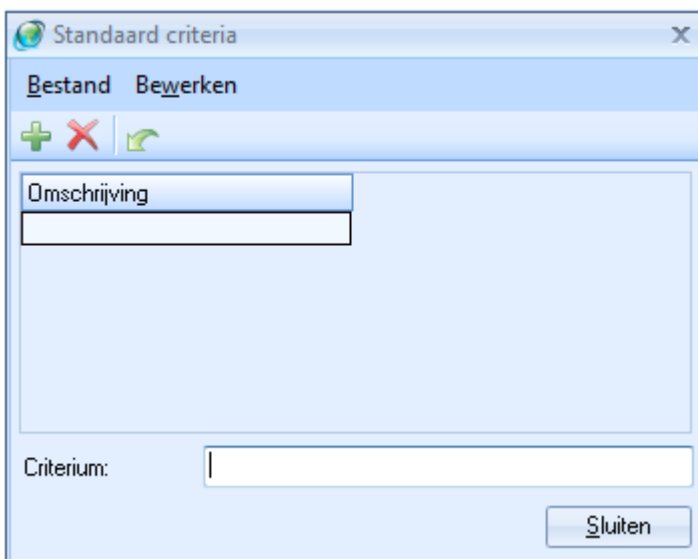 Standaard criteria
Bestand Bewerken
Omschrijving
Criterium:
Sluiten